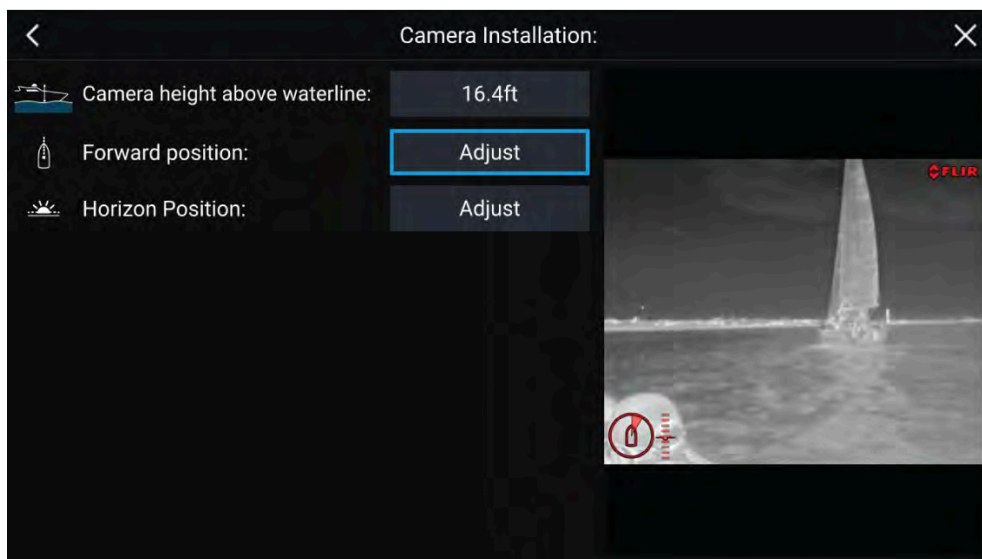 Camera Installation:
Camera height above waterline: 16.4ft
Forward position: Adjust
Horizon Position: Adjust
FLIR